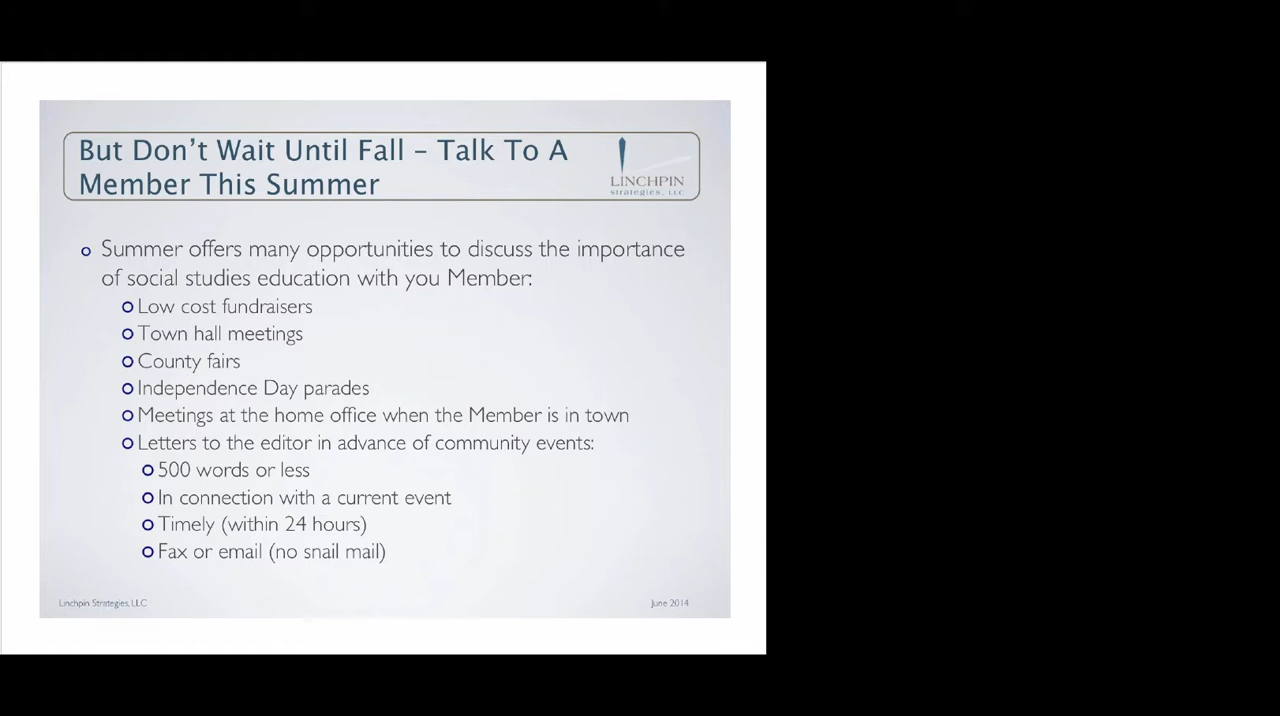 But Don't Wait Until Fall – Talk To A
Member This Summer
LINCHPIN
strategies, LLC
Summer offers many opportunities to discuss the importance
of social studies education with you Member:
Low cost fundraisers
Town hall meetings
County fairs
Independence Day parades
Meetings at the home office when the Member is in town
Letters to the editor in advance of community events:
500 words or less
In connection with a current event
Timely (within 24 hours)
Fax or email (no snail mail)
Linchpin Strategies, LLC
June 2014